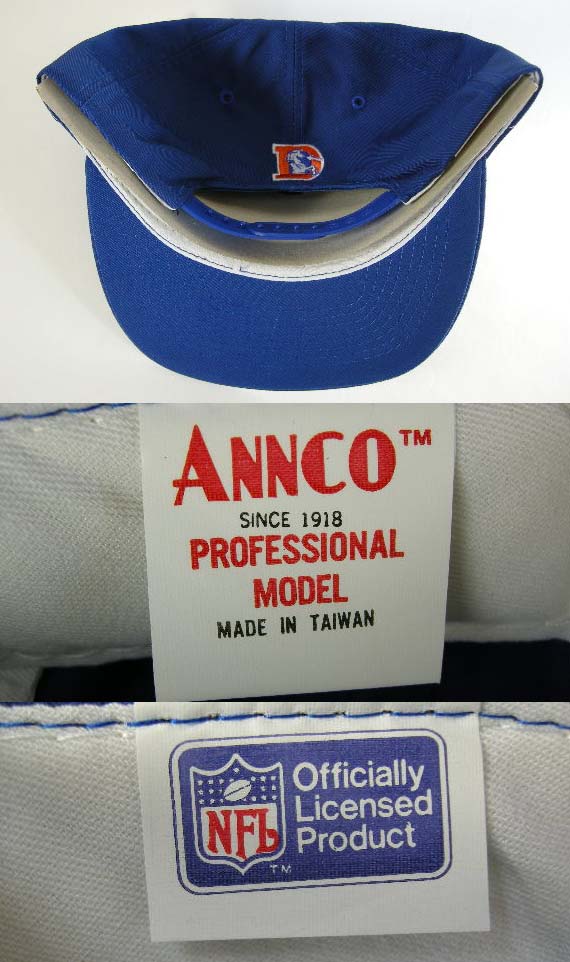 D
ANNCO™
SINCE 1918
PROFESSIONAL
MODEL
MADE IN TAIWAN
NFL
Officially
Licensed
Product
TM